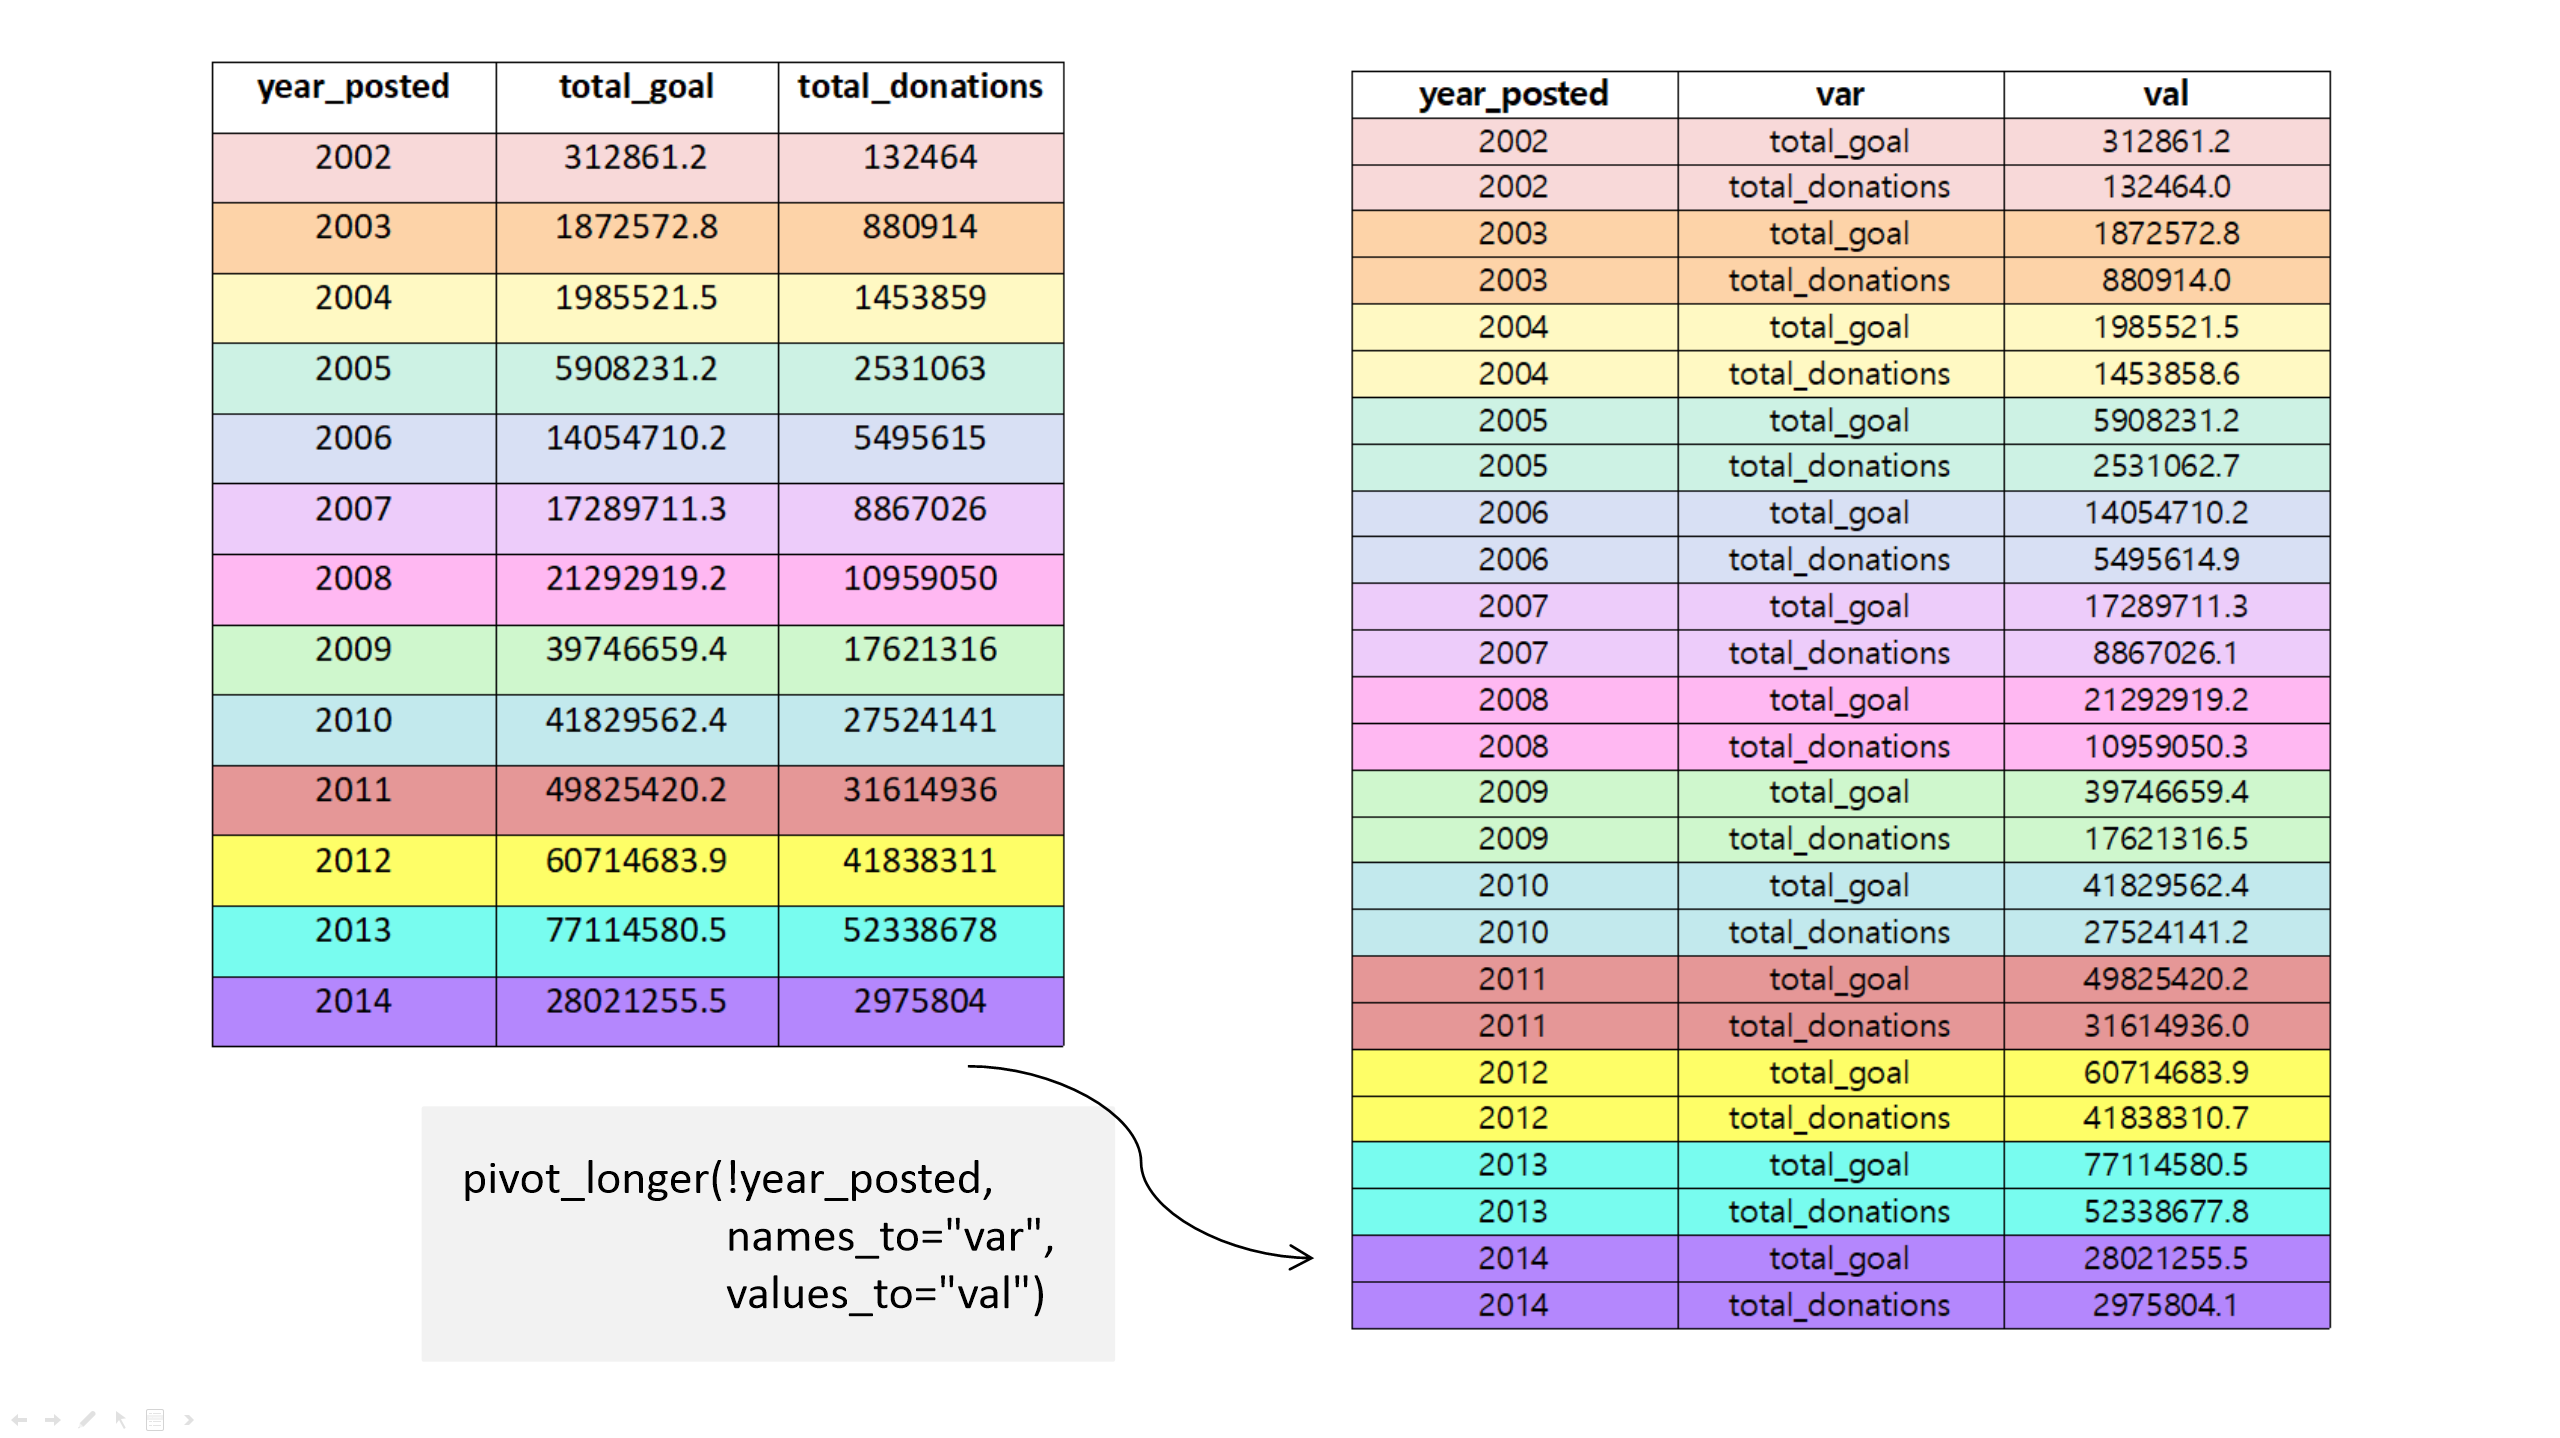 year_posted total_goal total_donations
2002 312861.2 132464
2003 1872572.8 880914
2004 1985521.5 1453859
2005 5908231.2 2531063
2006 14054710.2 5495615
2007 17289711.3 8867026
2008 21292919.2 10959050
2009 39746659.4 17621316
2010 41829562.4 27524141
2011 49825420.2 31614936
2012 60714683.9 41838311
2013 77114580.5 52338678
2014 28021255.5 2975804
pivot_longer(!year_posted,
names_to="var",
values_to="val")
year_posted var val
2002 total_goal 312861.2
2002 total_donations 132464.0
2003 total_goal 1872572.8
2003 total_donations 880914.0
2004 total_goal 1985521.5
2004 total_donations 1453858.6
2005 total_goal 5908231.2
2005 total_donations 2531062.7
2006 total_goal 14054710.2
2006 total_donations 5495614.9
2007 total_goal 17289711.3
2007 total_donations 8867026.1
2008 total_goal 21292919.2
2008 total_donations 10959050.3
2009 total_goal 39746659.4
2009 total_donations 17621316.5
2010 total_goal 41829562.4
2010 total_donations 27524141.2
2011 total_goal 49825420.2
2011 total_donations 31614936.0
2012 total_goal 60714683.9
2012 total_donations 41838310.7
2013 total_goal 77114580.5
2013 total_donations 52338677.8
2014 total_goal 28021255.5
2014 total_donations 2975804.1